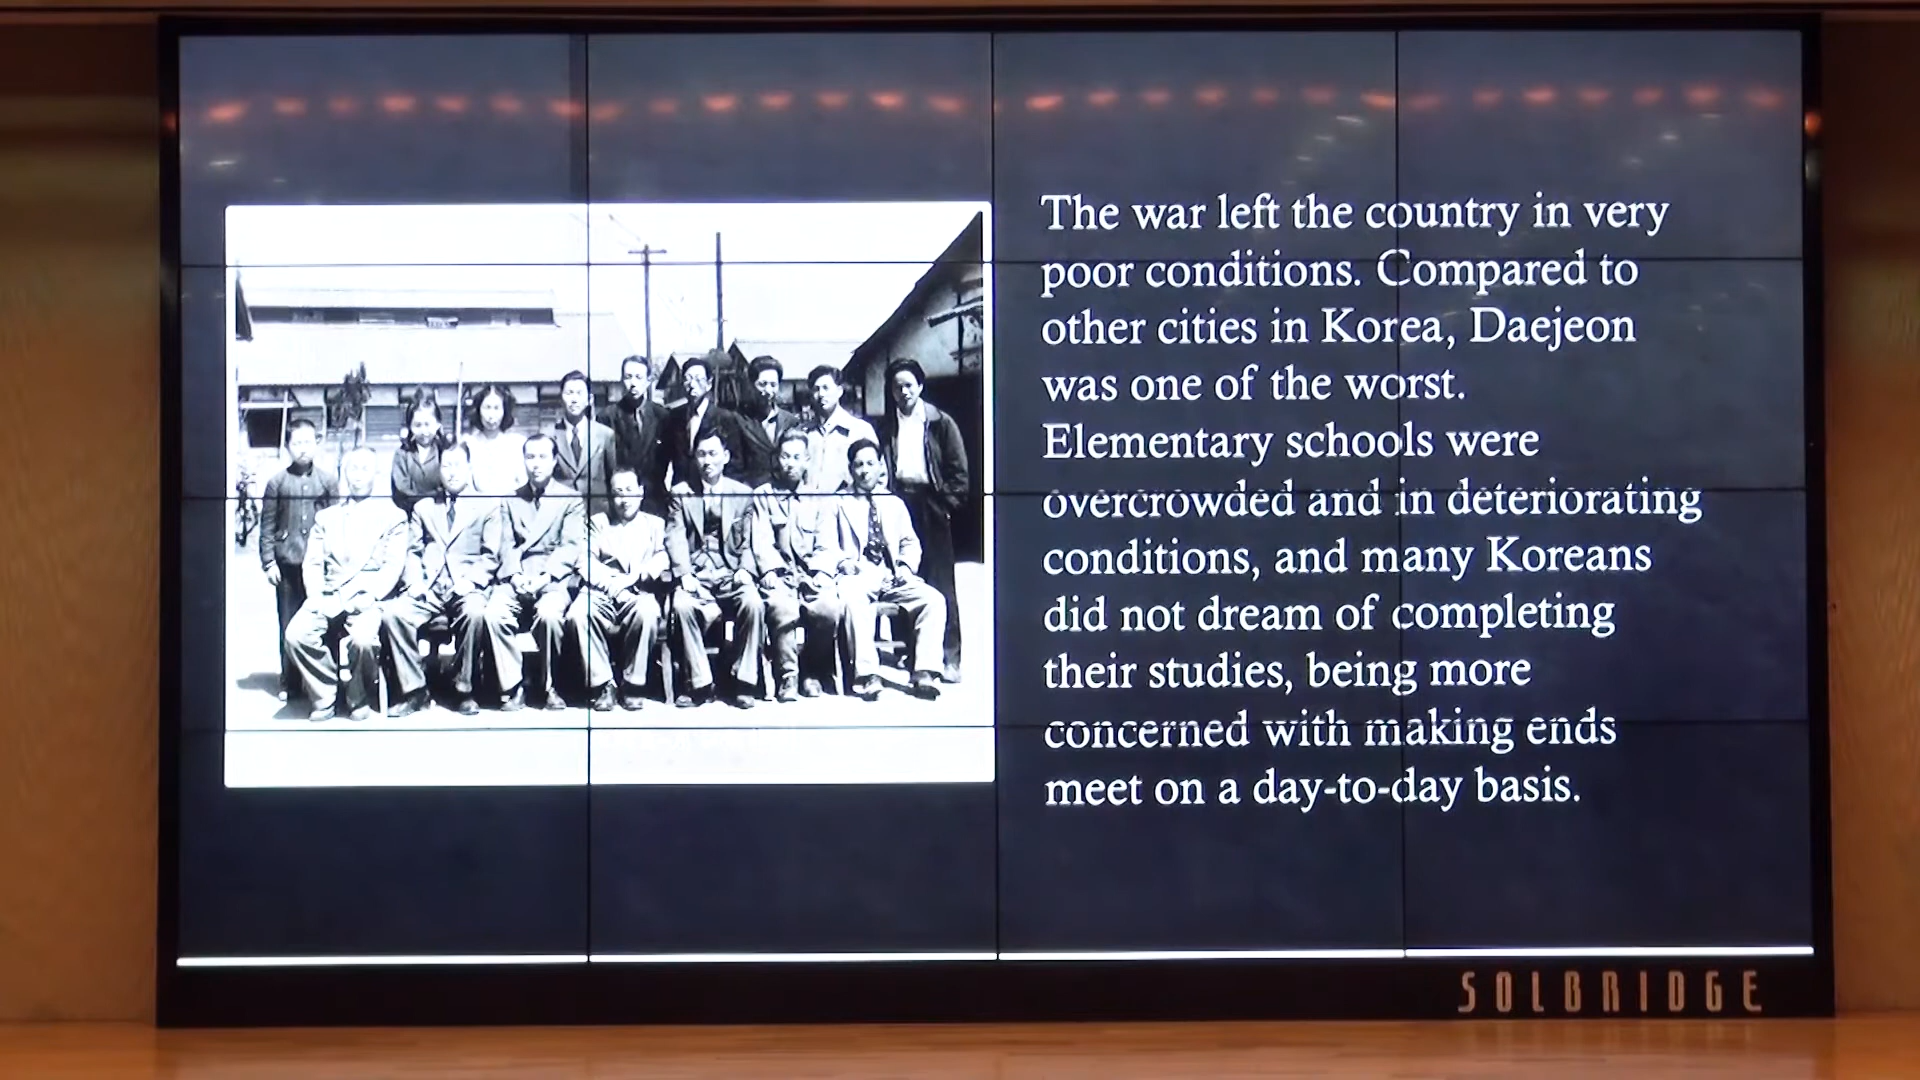 The war left the country in very
poor conditions. Compared to
other cities in Korea, Daejeon
was one of the worst.
Elementary schools were
overcrowded and in deteriorating
conditions, and many Koreans
did not dream of completing
their studies, being more
concerned with making ends
meet on a day-to-day basis.
SOLBRIDGE